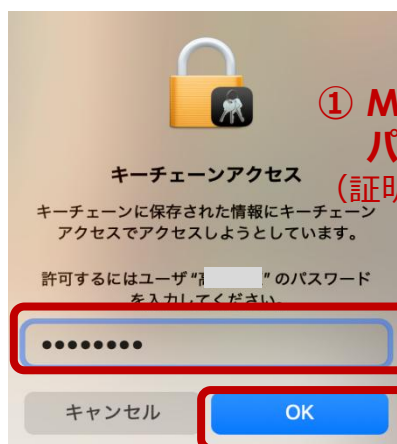 ① M
パ
（証明
キーチェーンアクセス
キーチェーンに保存された情報にキーチェーン
アクセスでアクセスしようとしています。
許可するにはユーザ“ ”のパスワード
を入力してください。
••••••••
キャンセル
OK